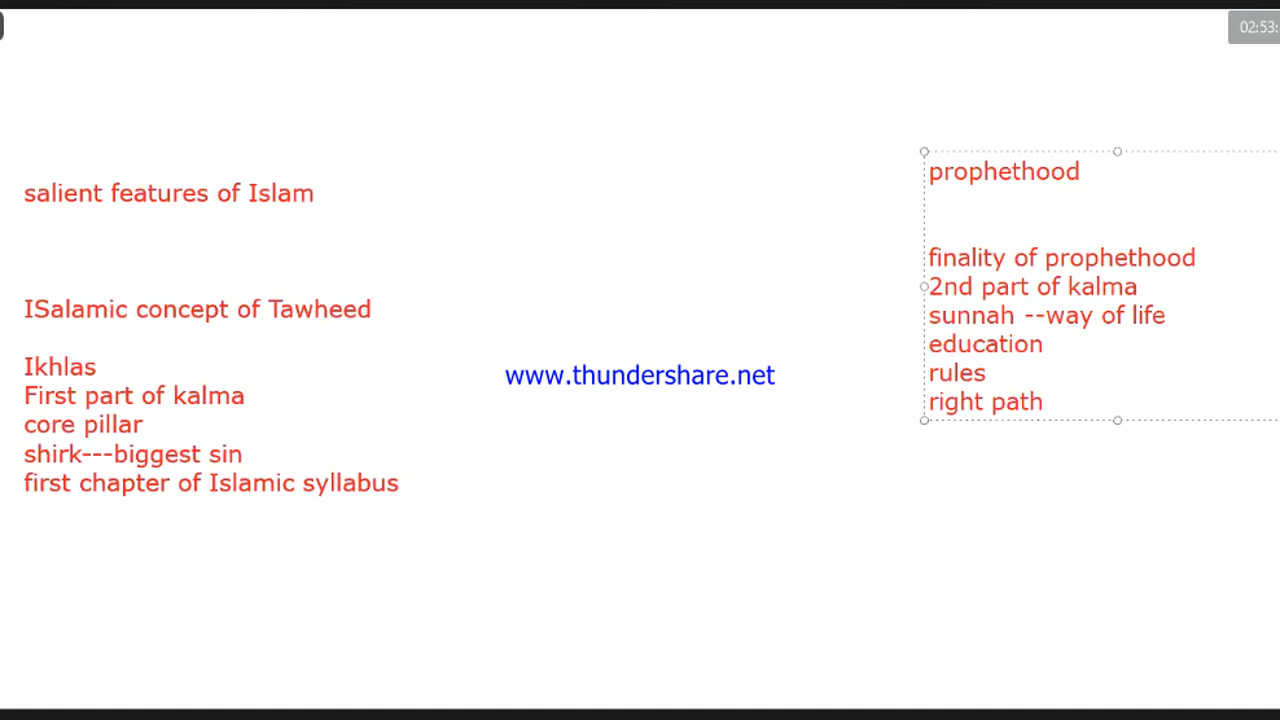 02:53:
salient features of Islam
ISalamic concept of Tawheed
Ikhlas
First part of kalma
core pillar
shirk---biggest sin
first chapter of Islamic syllabus
www.thundershare.net
prophethood
finality of prophethood
2nd part of kalma
sunnah --way of life
education
rules
right path